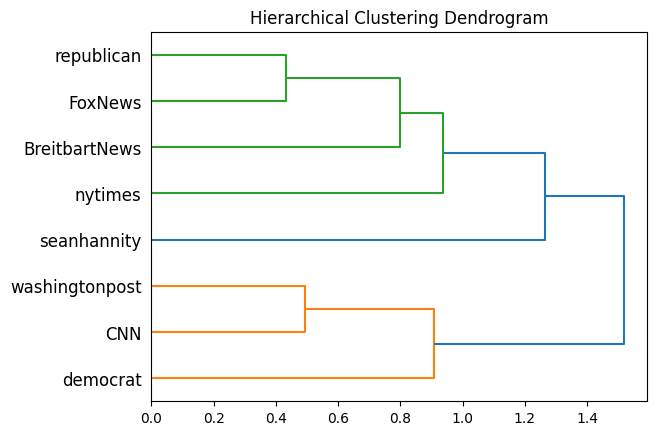 Hierarchical Clustering Dendrogram
republican
FoxNews
BreitbartNews
nytimes
seanhannity
washingtonpost
CNN
democrat
0.0 0.2 0.4 0.6 0.8 1.0 1.2 1.4